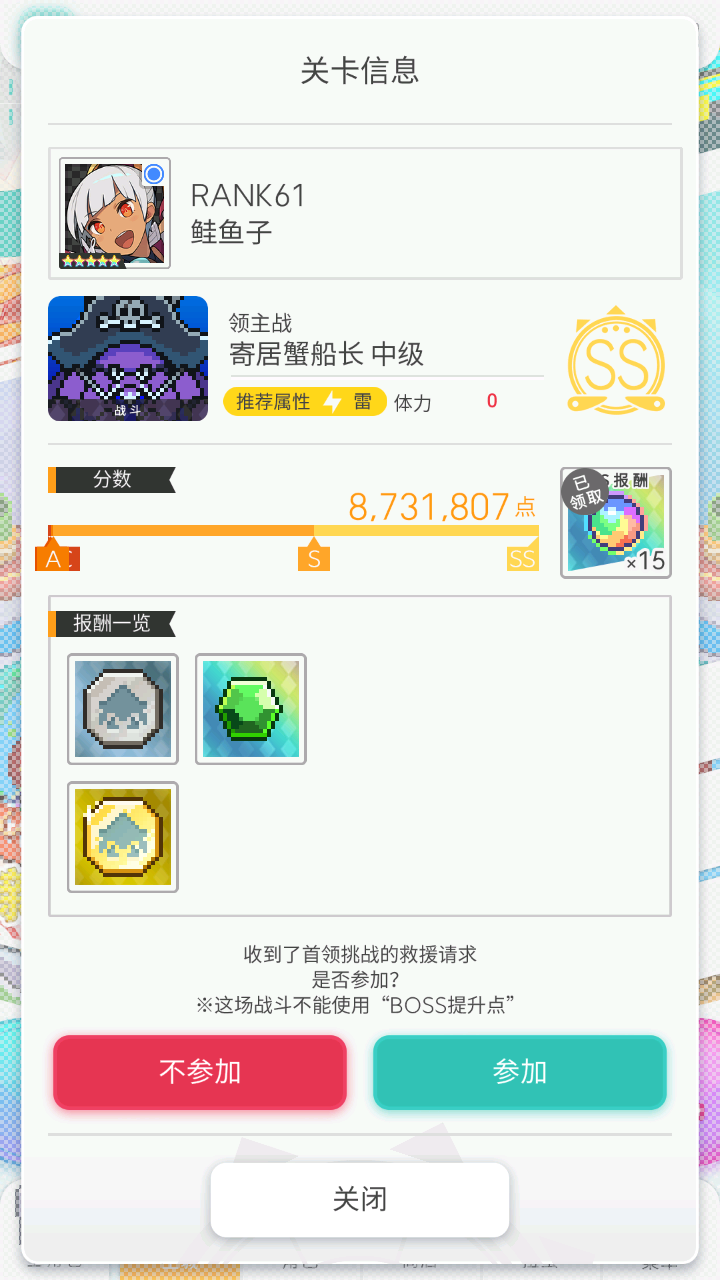 关卡信息
RANK61
鲑鱼子
领主战
寄居蟹船长 中级
SS
推荐属性 雷 体力 0
战斗
分数
8,731,807点
A
S
SS
报酬
已
领取
×15
报酬一览
收到了首领挑战的救援请求
是否参加?
※这场战斗不能使用“BOSS提升点”
不参加
参加
关闭